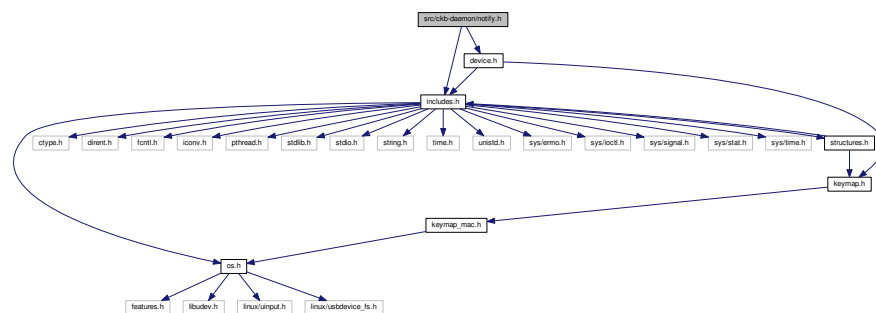 src/ckb-daemon/notify.h
device.h
includes.h
ctype.h
dirent.h
fcntl.h
iconv.h
pthread.h
stdlib.h
stdio.h
string.h
time.h
unistd.h
sys/errno.h
sys/ioctl.h
sys/signal.h
sys/stat.h
sys/time.h
structures.h
keymap.h
keymap_mac.h
os.h
features.h
libudev.h
linux/uinput.h
linux/usbdevice_fs.h